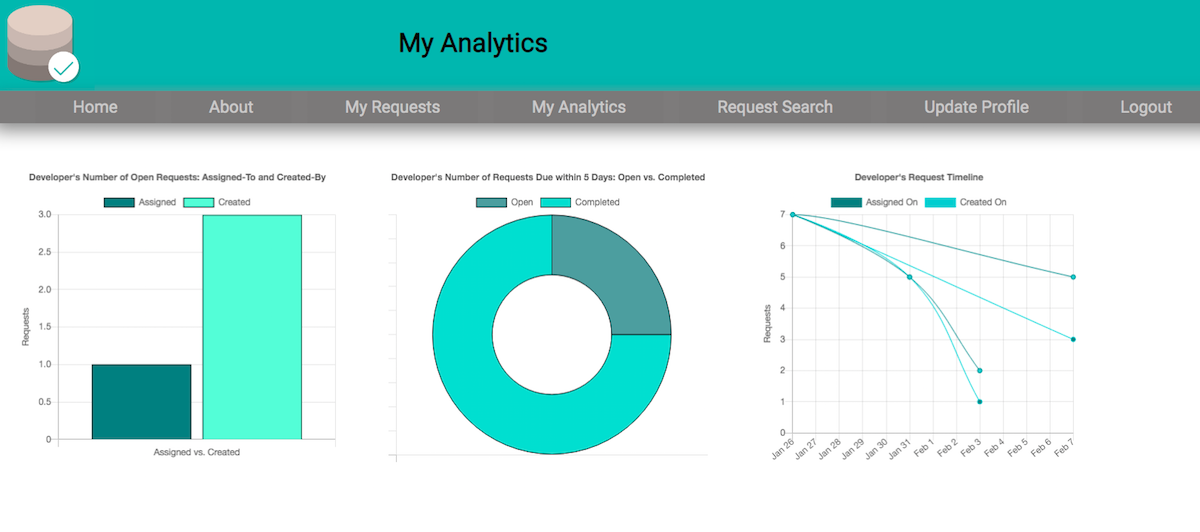 My Analytics
Home About My Requests My Analytics Request Search Update Profile Logout
Developer's Number of Open Requests: Assigned-To and Created-By
Assigned Created
3.0
2.5
2.0
1.5
1.0
0.5
0
Requests
Assigned vs. Created
Developer's Number of Requests Due within 5 Days: Open vs. Completed
Open Completed
Developer's Request Timeline
Assigned On Created On
7
6
5
4
3
2
1
0
Requests
Jan 26 Jan 27 Jan 28 Jan 29 Jan 30 Jan 31 Feb 1 Feb 2 Feb 3 Feb 4 Feb 5 Feb 6 Feb 7